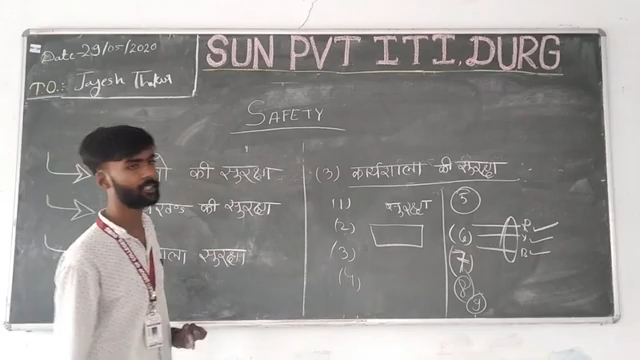 Date - 29/05/2020
SUN PVT ITI, DURG
TO.: Jayesh Thakur
SAFETY
की सुरक्षा
की सुरक्षा
सुरक्षा
(3) कार्यशाला की सुरक्षा
(1) सुरक्षा
(2)
(3)
(4)
5
(6)
7
8
9